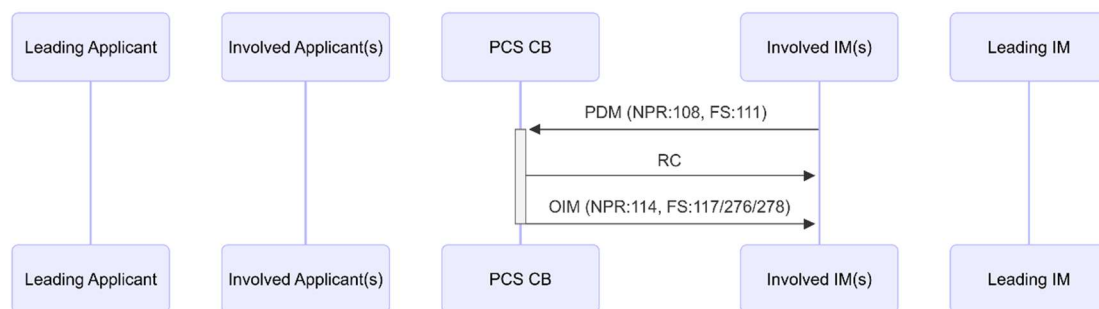 Leading Applicant
Involved Applicant(s)
PCS CB
Involved IM(s)
Leading IM
PDM (NPR:108, FS:111)
RC
OIM (NPR:114, FS:117/276/278)
Leading Applicant
Involved Applicant(s)
PCS CB
Involved IM(s)
Leading IM